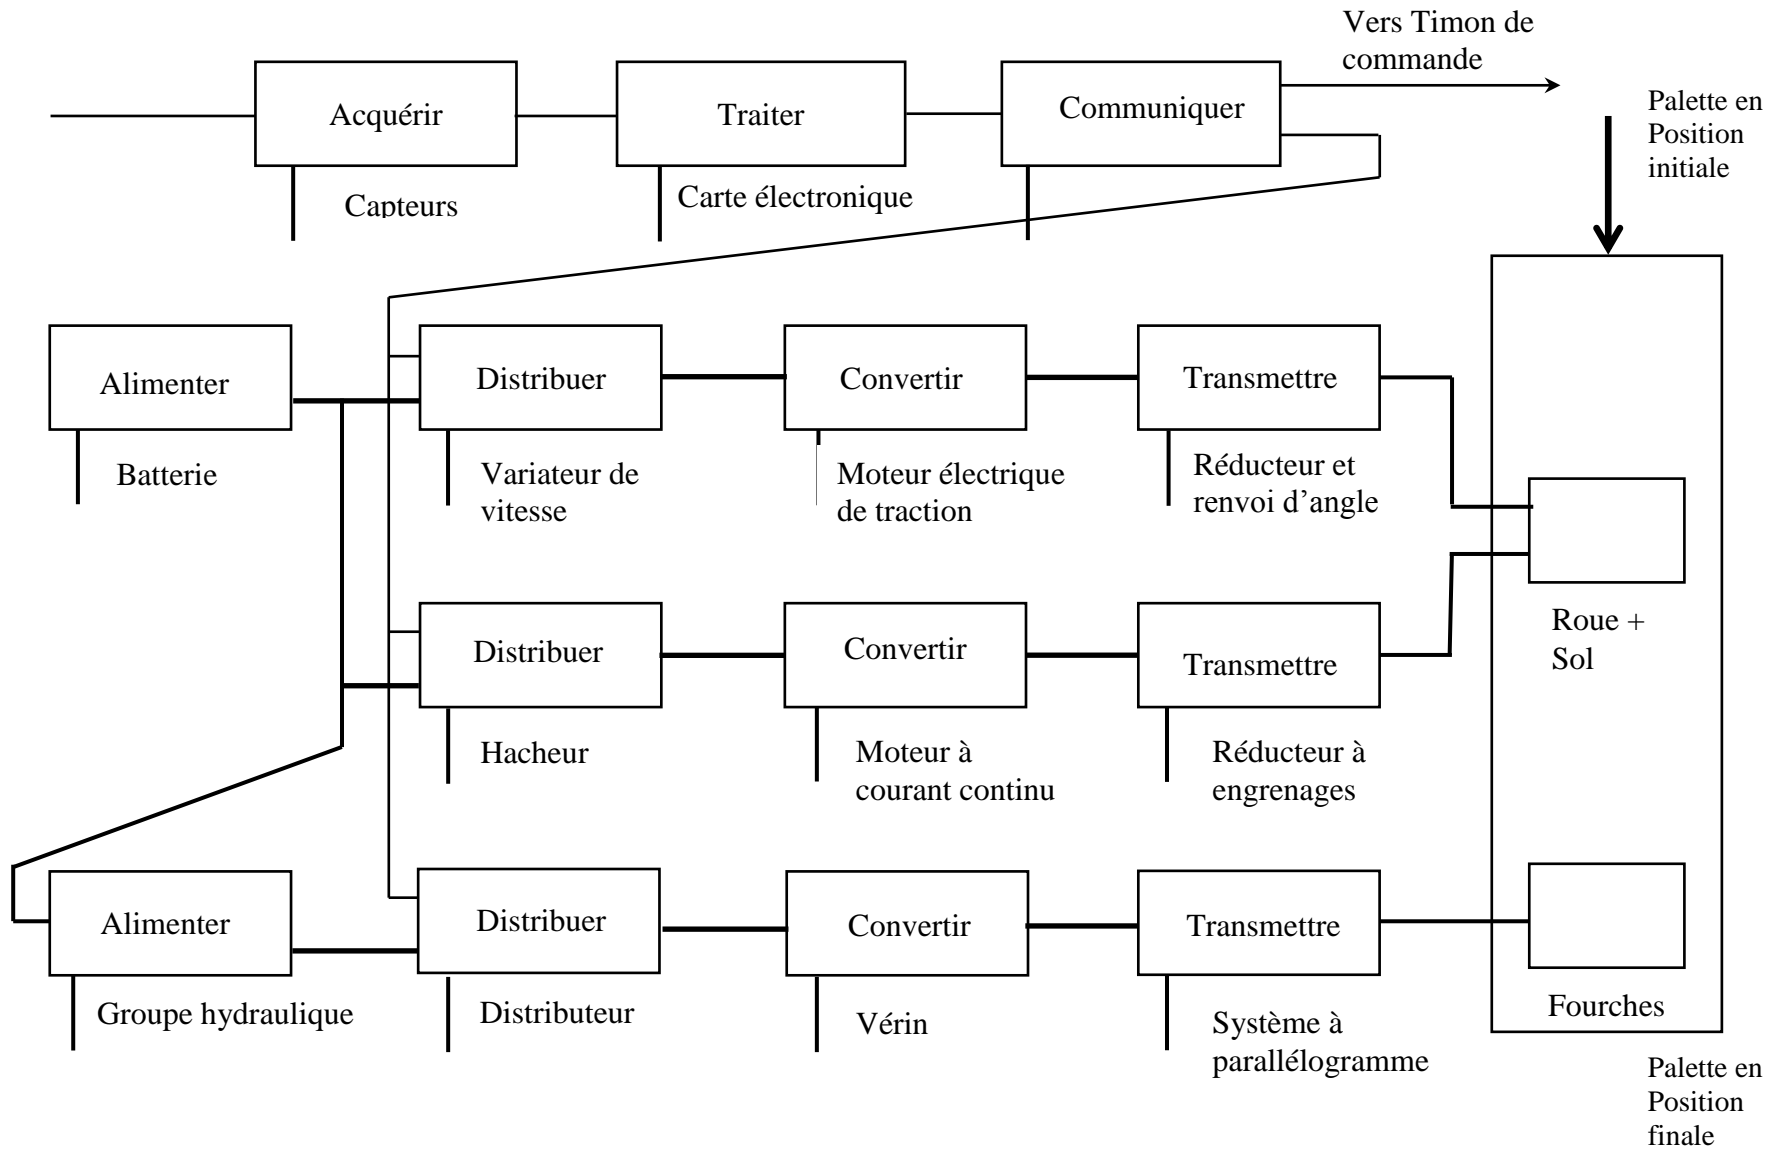 Vers Timon de
commande
Acquérir
Traiter
Communiquer
Palette en
Position
initiale
Capteurs
Carte électronique
Alimenter
Distribuer
Convertir
Transmettre
Batterie
Variateur de
vitesse
Moteur électrique
de traction
Réducteur et
renvoi d’angle
Roue +
Sol
Distribuer
Convertir
Transmettre
Hacheur
Moteur à
courant continu
Réducteur à
engrenages
Alimenter
Distribuer
Convertir
Transmettre
Groupe hydraulique
Distributeur
Vérin
Système à
parallélogramme
Fourches
Palette en
Position
finale